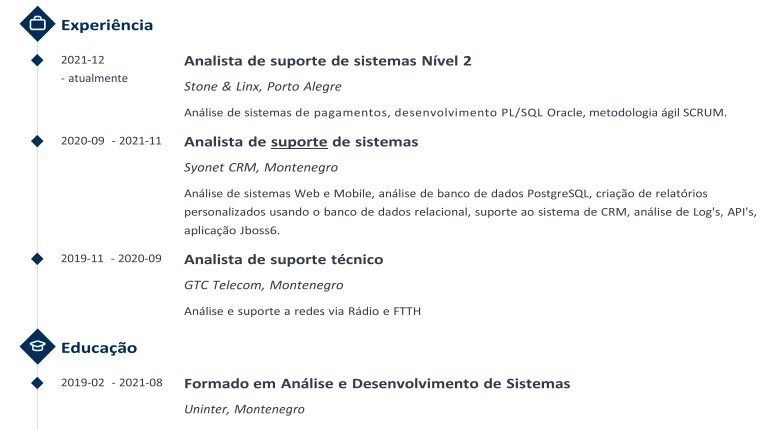 Experiência
2021-12
- atualmente
Analista de suporte de sistemas Nível 2
Stone & Linx, Porto Alegre
Análise de sistemas de pagamentos, desenvolvimento PL/SQL Oracle, metodologia ágil SCRUM.
2020-09 - 2021-11
Analista de suporte de sistemas
Syonet CRM, Montenegro
Análise de sistemas Web e Mobile, análise de banco de dados PostgreSQL, criação de relatórios
personalizados usando o banco de dados relacional, suporte ao sistema de CRM, análise de Log's, API's,
aplicação Jboss6.
2019-11 - 2020-09
Analista de suporte técnico
GTC Telecom, Montenegro
Análise e suporte a redes via Rádio e FTTH
Educação
2019-02 - 2021-08
Formado em Análise e Desenvolvimento de Sistemas
Uninter, Montenegro